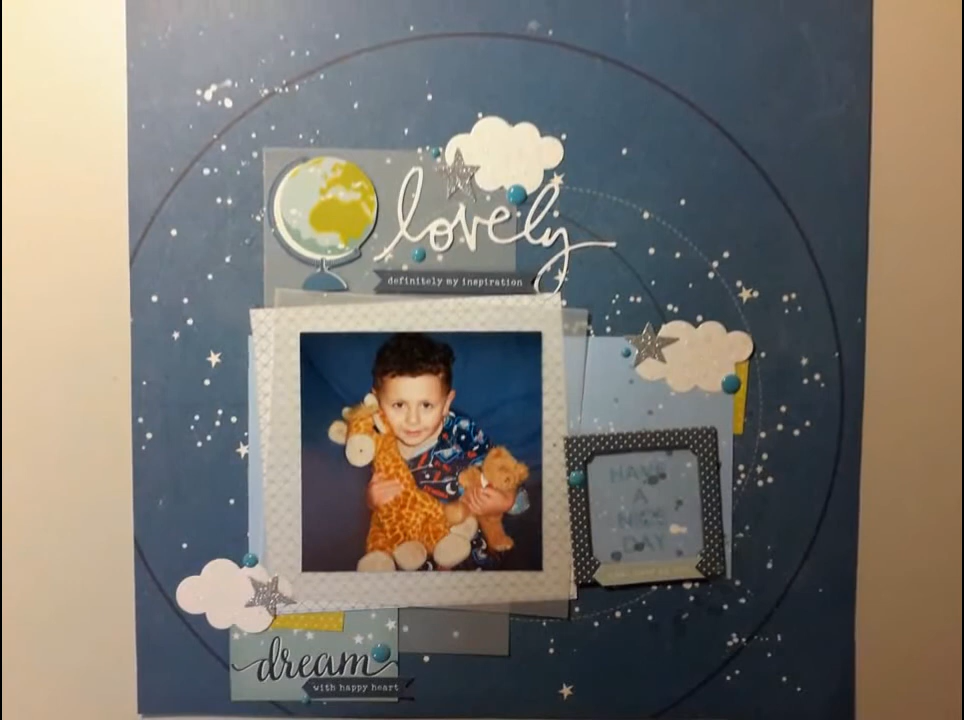 lovely
definitely my inspiration
HAVE
A
NICE
DAY
dream
with happy heart